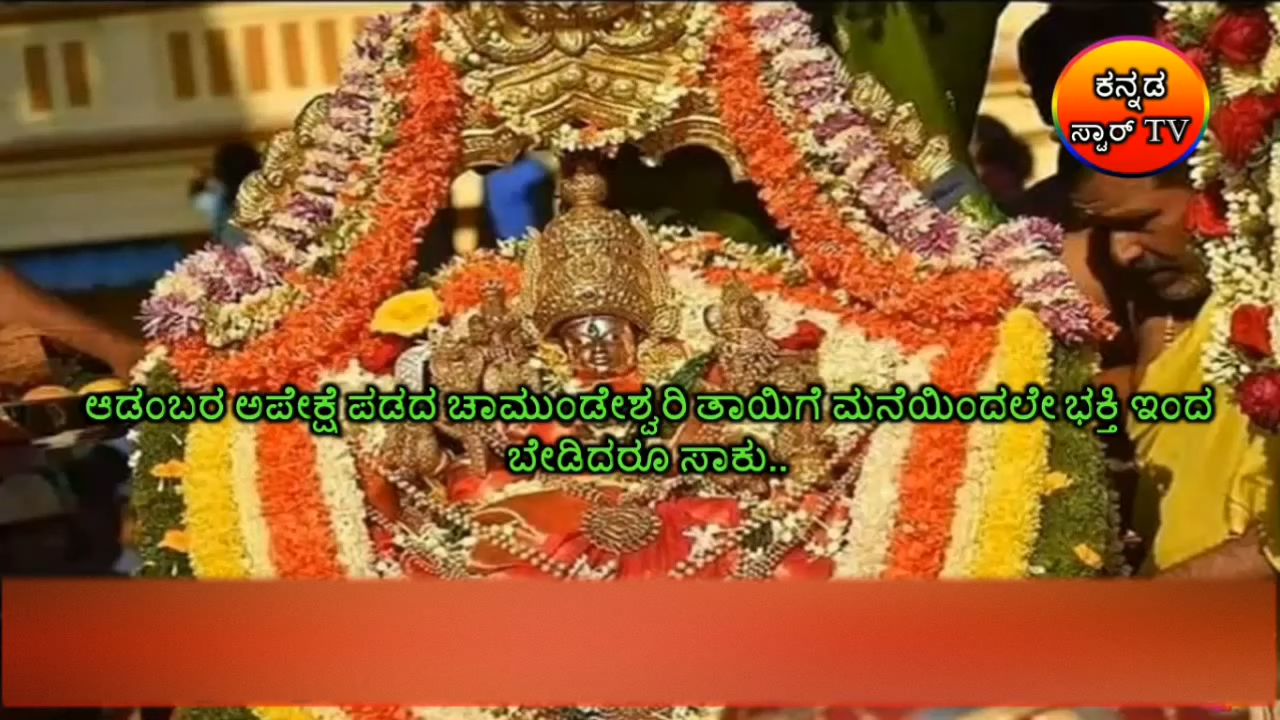 ಕನ್ನಡ
ಸ್ಟಾರ್ TV
ಆಡಂಬರ ಅಪೇಕ್ಷೆ ಪಡದ ಚಾಮುಂಡೇಶ್ವರಿ ತಾಯಿಗೆ ಮನೆಯಿಂದಲೇ ಭಕ್ತಿ ಇಂದ
ಬೇಡಿದರೂ ಸಾಕು..